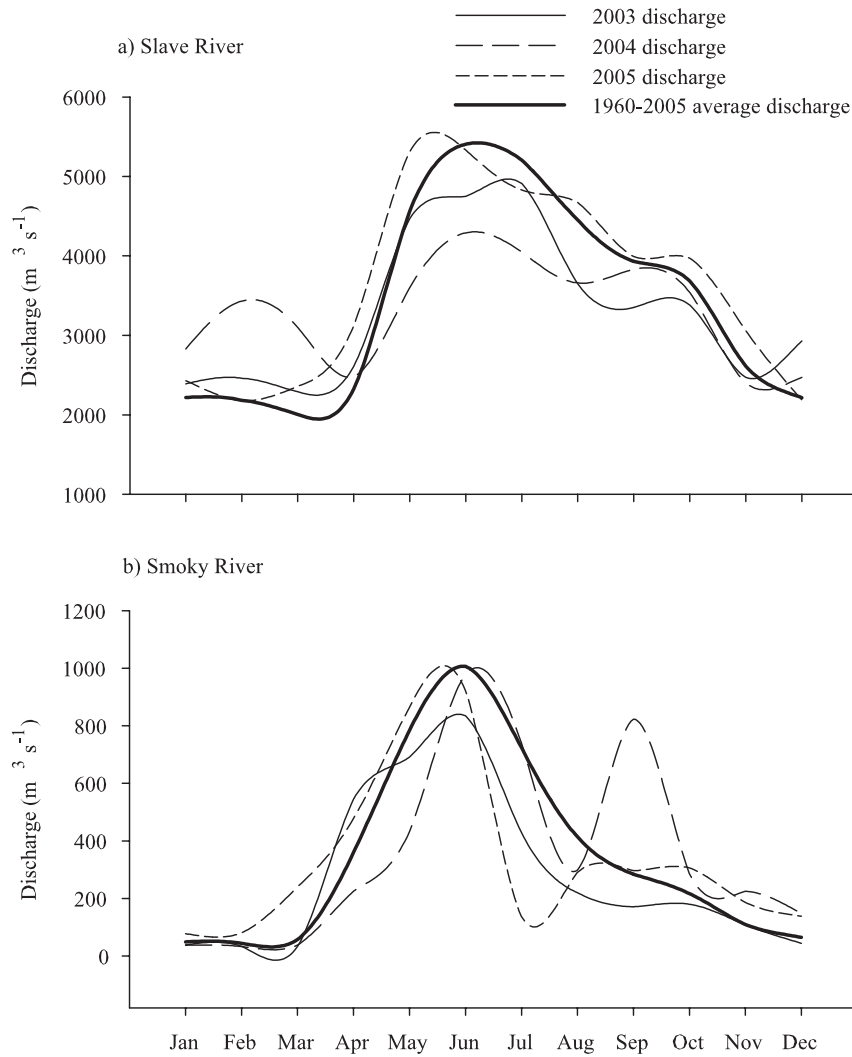 2003 discharge
a) Slave River
2004 discharge
2005 discharge
1960-2005 average discharge
6000
5000
4000
3000
2000
1000
Discharge (m 3 s-1)
b) Smoky River
1200
1000
800
600
400
200
0
Discharge (m 3 s-1)
Jan Feb Mar Apr May Jun Jul Aug Sep Oct Nov Dec